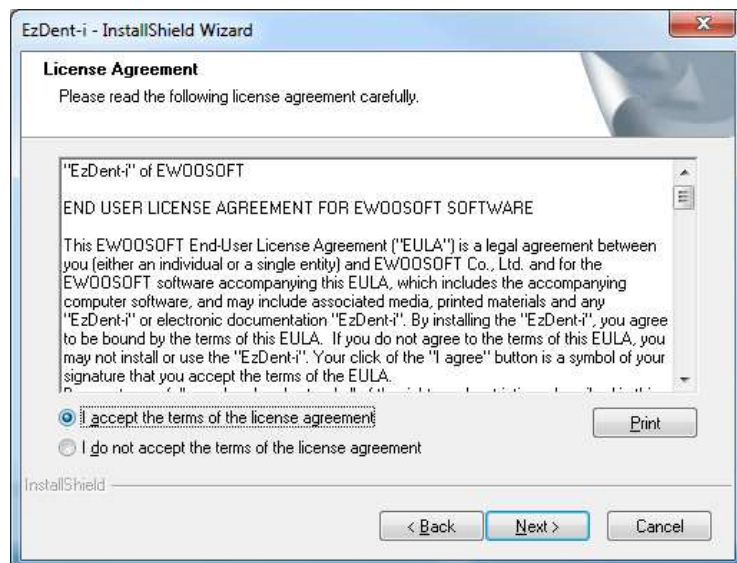 EzDent-i - InstallShield Wizard
License Agreement
Please read the following license agreement carefully.
"EzDent-i" of EWOOSOFT
END USER LICENSE AGREEMENT FOR EWOOSOFT SOFTWARE
This EWOOSOFT End-User License Agreement ("EULA") is a legal agreement between
you (either an individual or a single entity) and EWOOSOFT Co., Ltd. and for the
EWOOSOFT software accompanying this EULA, which includes the accompanying
computer software, and may include associated media, printed materials and any
"EzDent-i" or electronic documentation "EzDent-i". By installing the "EzDent-i", you agree
to be bound by the terms of this EULA.  If you do not agree to the terms of this EULA, you
may not install or use the "EzDent-i". Your click of the "I agree" button is a symbol of your
signature that you accept the terms of the EULA.
I accept the terms of the license agreement
Print
I do not accept the terms of the license agreement
InstallShield
< Back
Next >
Cancel